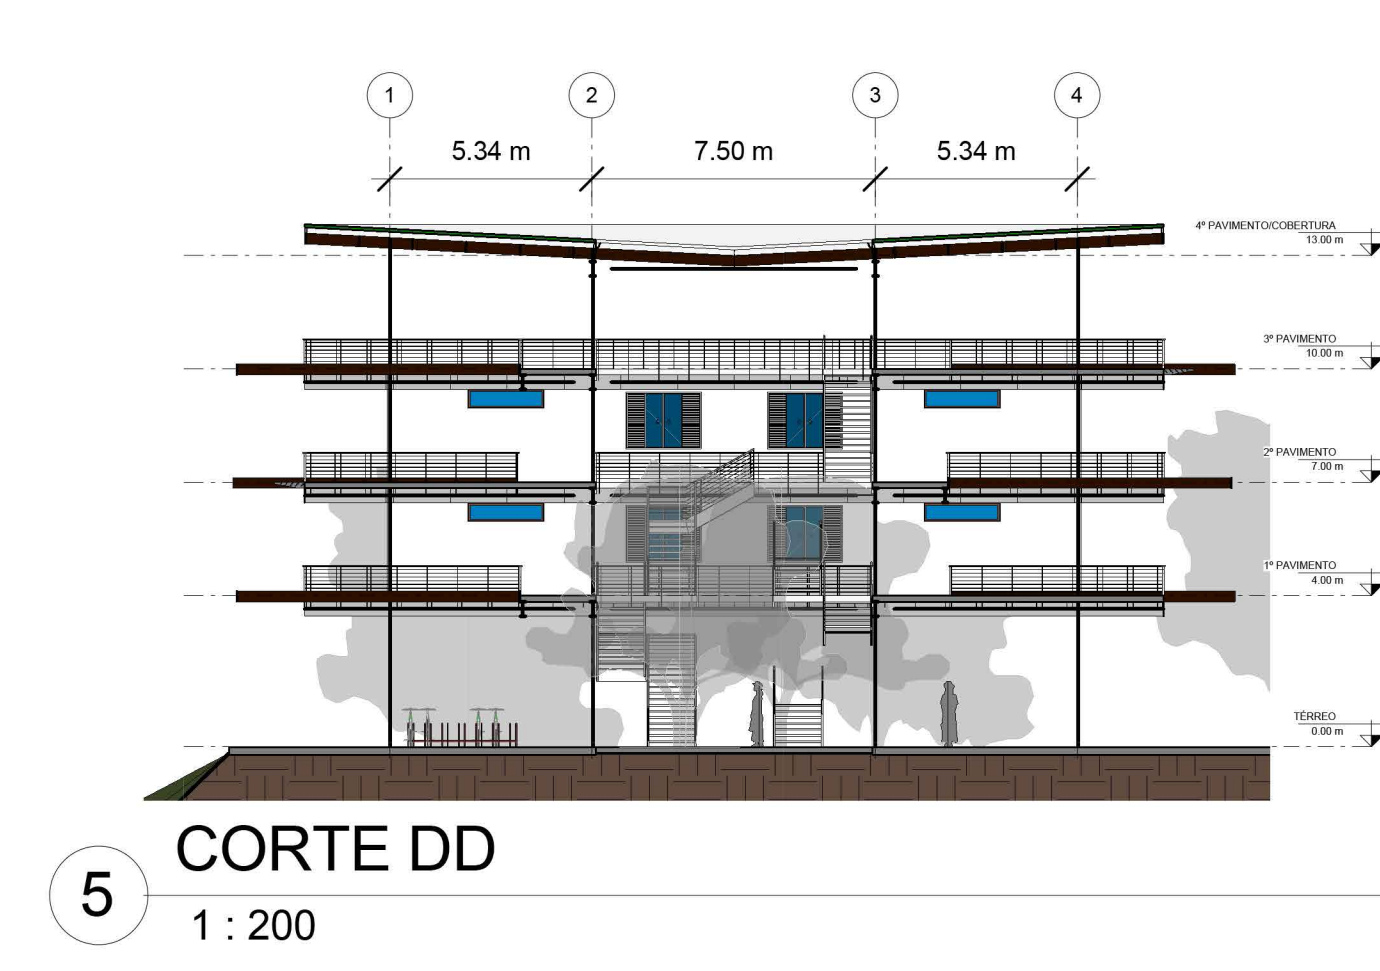 1 2 3 4
5.34 m 7.50 m 5.34 m
4º PAVIMENTO/COBERTURA
13.00 m
3º PAVIMENTO
10.00 m
2º PAVIMENTO
7.00 m
1º PAVIMENTO
4.00 m
TÉRREO
0.00 m
5
CORTE DD
1 : 200